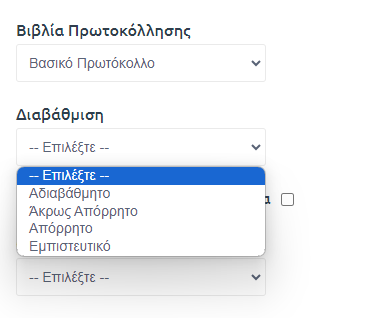 Βιβλία Πρωτοκόλλησης
Βασικό Πρωτόκολλο
Διαβάθμιση
-- Επιλέξτε --
-- Επιλέξτε --
Αδιαβάθμητο
Άκρως Απόρρητο
Απόρρητο
Εμπιστευτικό
-- Επιλέξτε --